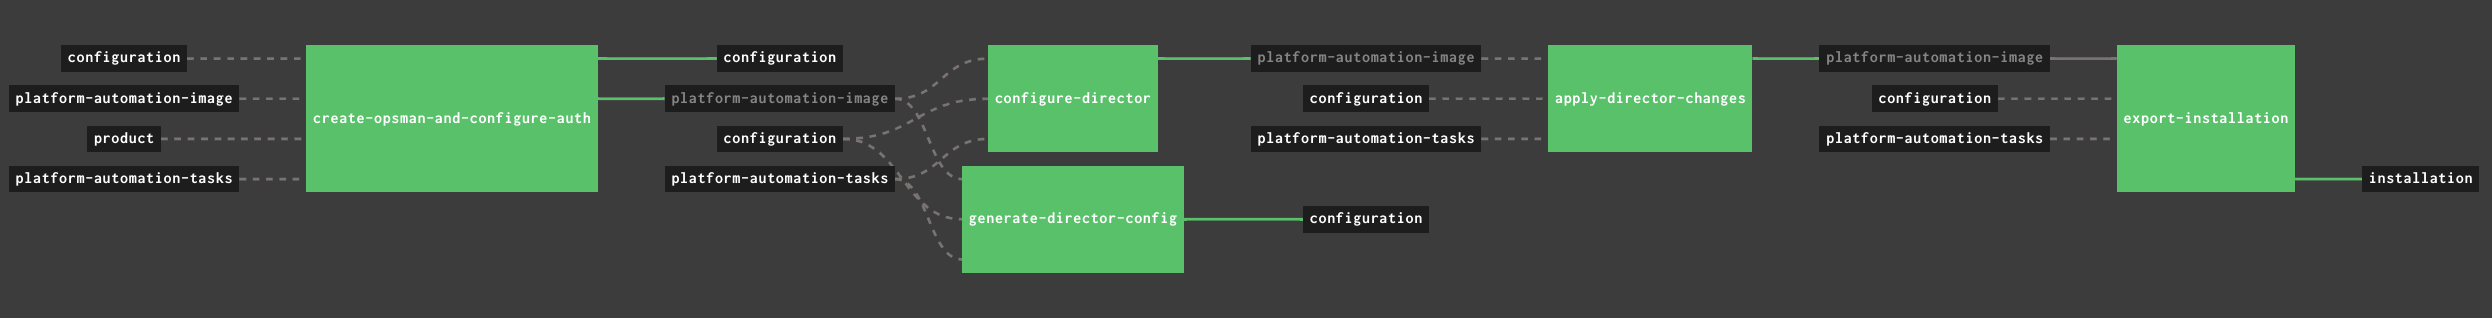 configuration
platform-automation-image
product
platform-automation-tasks
create-opsman-and-configure-auth
configuration
platform-automation-image
configuration
platform-automation-tasks
configure-director
generate-director-config
platform-automation-image
configuration
platform-automation-tasks
configuration
apply-director-changes
platform-automation-image
configuration
platform-automation-tasks
export-installation
installation